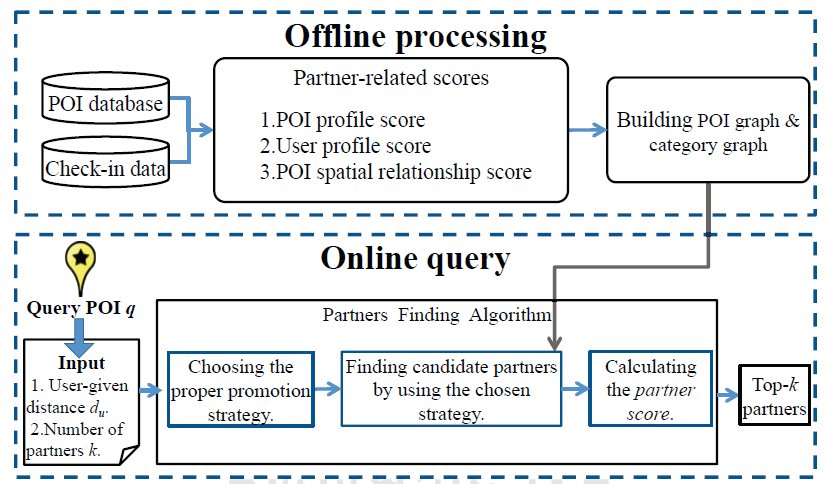 Offline processing
POI database
Check-in data
Partner-related scores
1.POI profile score
2.User profile score
3.POI spatial relationship score
Building POI graph &
category graph
Online query
Query POI q
Input
1. User-given
distance du.
2.Number of
partners k.
Partners Finding Algorithm
Choosing the
proper promotion
strategy.
Finding candidate partners
by using the chosen
strategy.
Calculating
the partner
score.
Top-k
partners